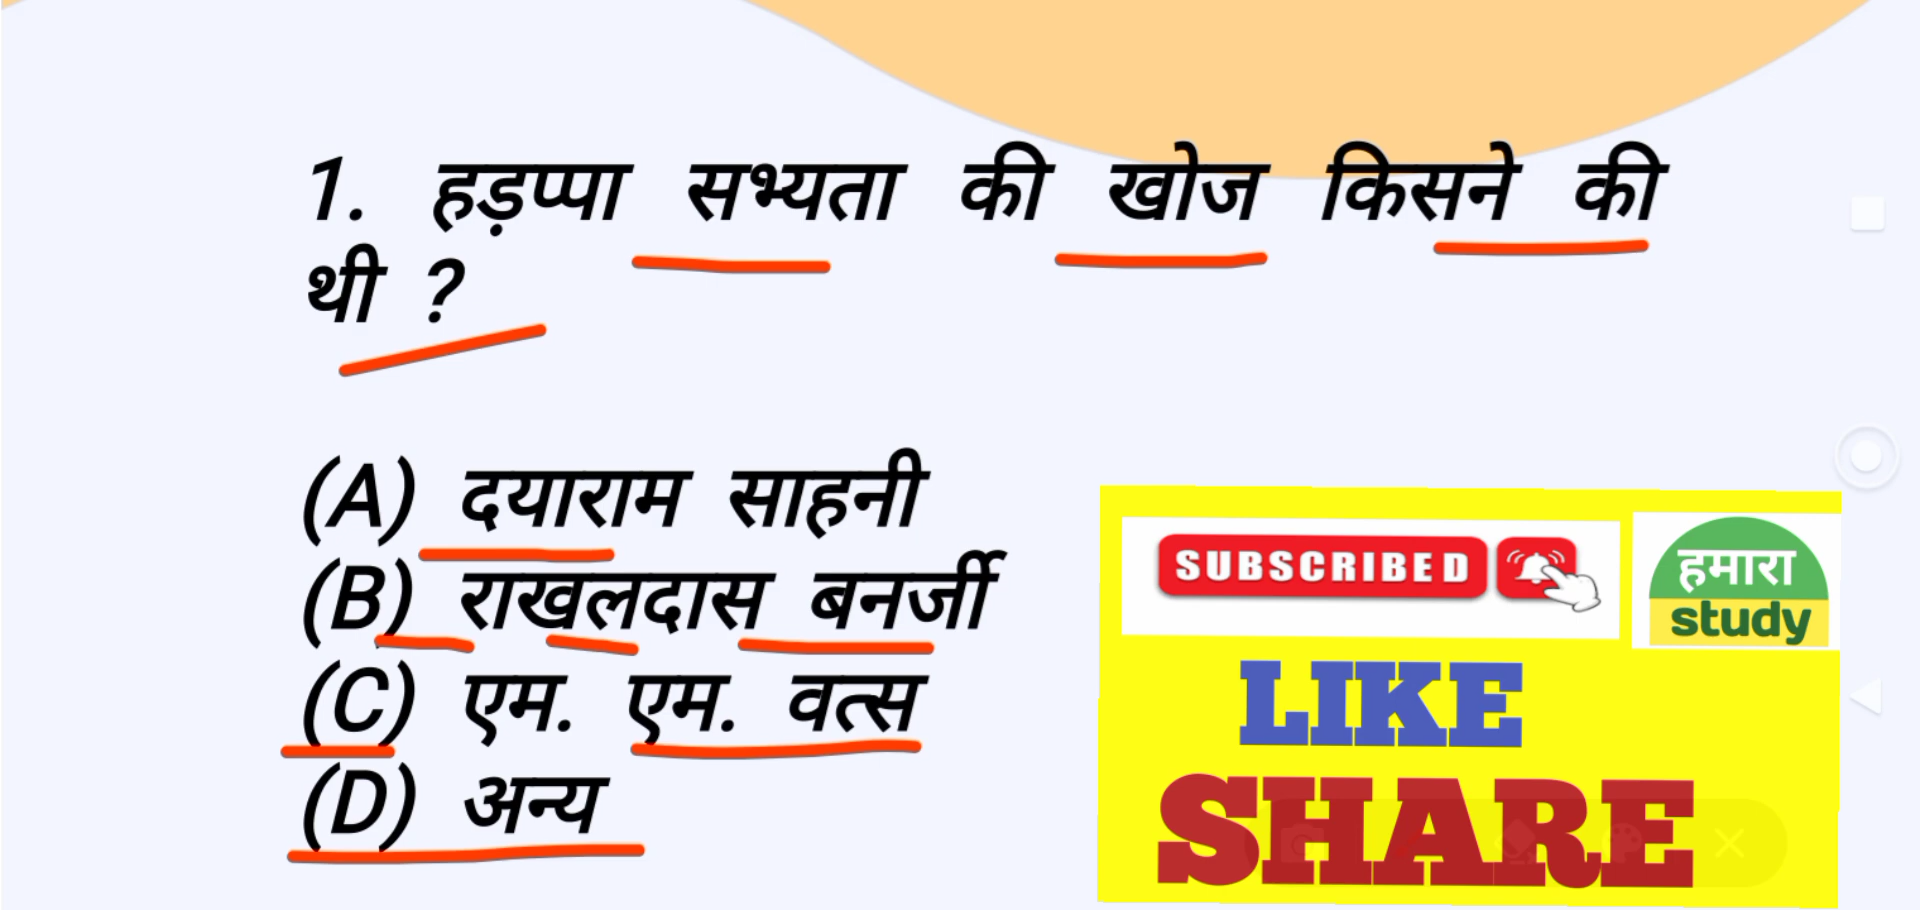 1. हड़प्पा सभ्यता की खोज किसने की
थी ?
(A) दयाराम साहनी
(B) राखलदास बनर्जी
(C) एम. एम. वत्स
(D) अन्य
SUBSCRIBED
हमारा
study
LIKE
SHARE